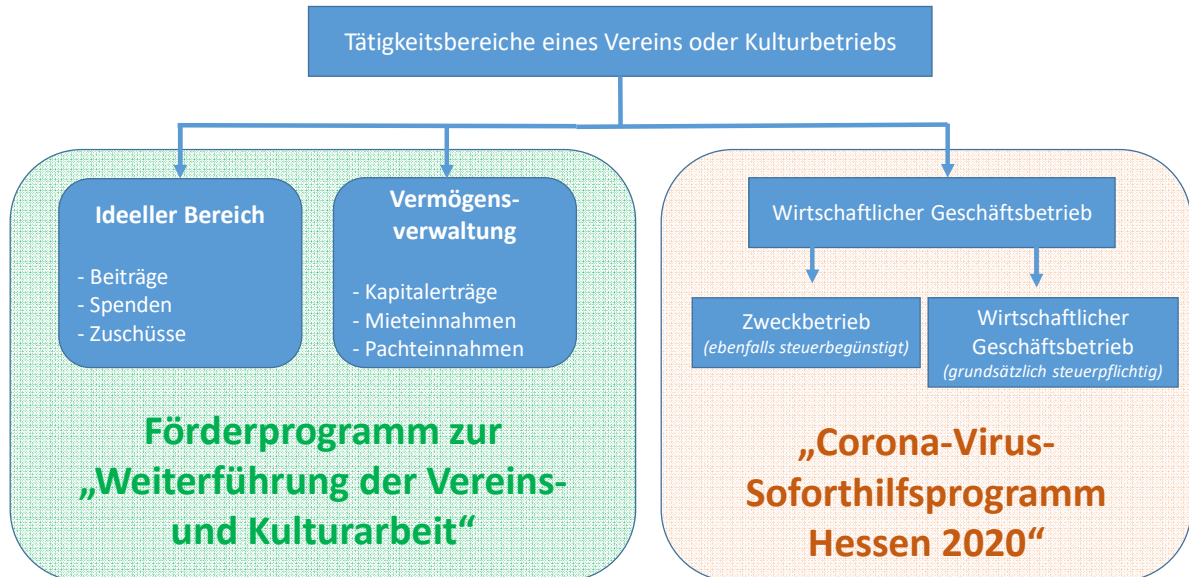 Tätigkeitsbereiche eines Vereins oder Kulturbetriebs
Ideeller Bereich
- Beiträge
- Spenden
- Zuschüsse
Vermögens-
verwaltung
- Kapitalerträge
- Mieteinnahmen
- Pachteinnahmen
Förderprogramm zur
„Weiterführung der Vereins-
und Kulturarbeit“
Wirtschaftlicher Geschäftsbetrieb
Zweckbetrieb
(ebenfalls steuerbegünstigt)
Wirtschaftlicher
Geschäftsbetrieb
(grundsätzlich steuerpflichtig)
„Corona-Virus-
Soforthilfsprogramm
Hessen 2020“